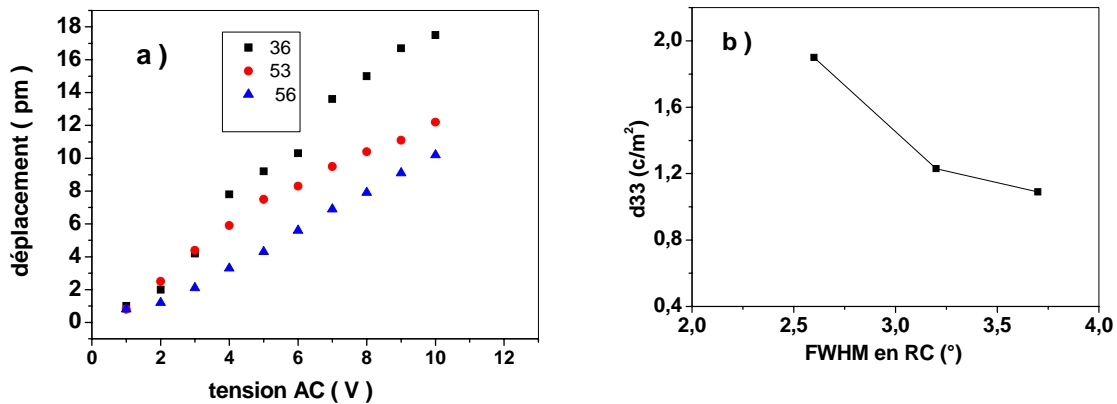 a )
36
53
56
déplacement ( pm )
18
16
14
12
10
8
6
4
2
0
0 2 4 6 8 10 12
tension AC ( V )
b )
d33 (c/m²)
2,0
1,6
1,2
0,8
0,4
2,0 2,5 3,0 3,5 4,0
FWHM en RC (°)